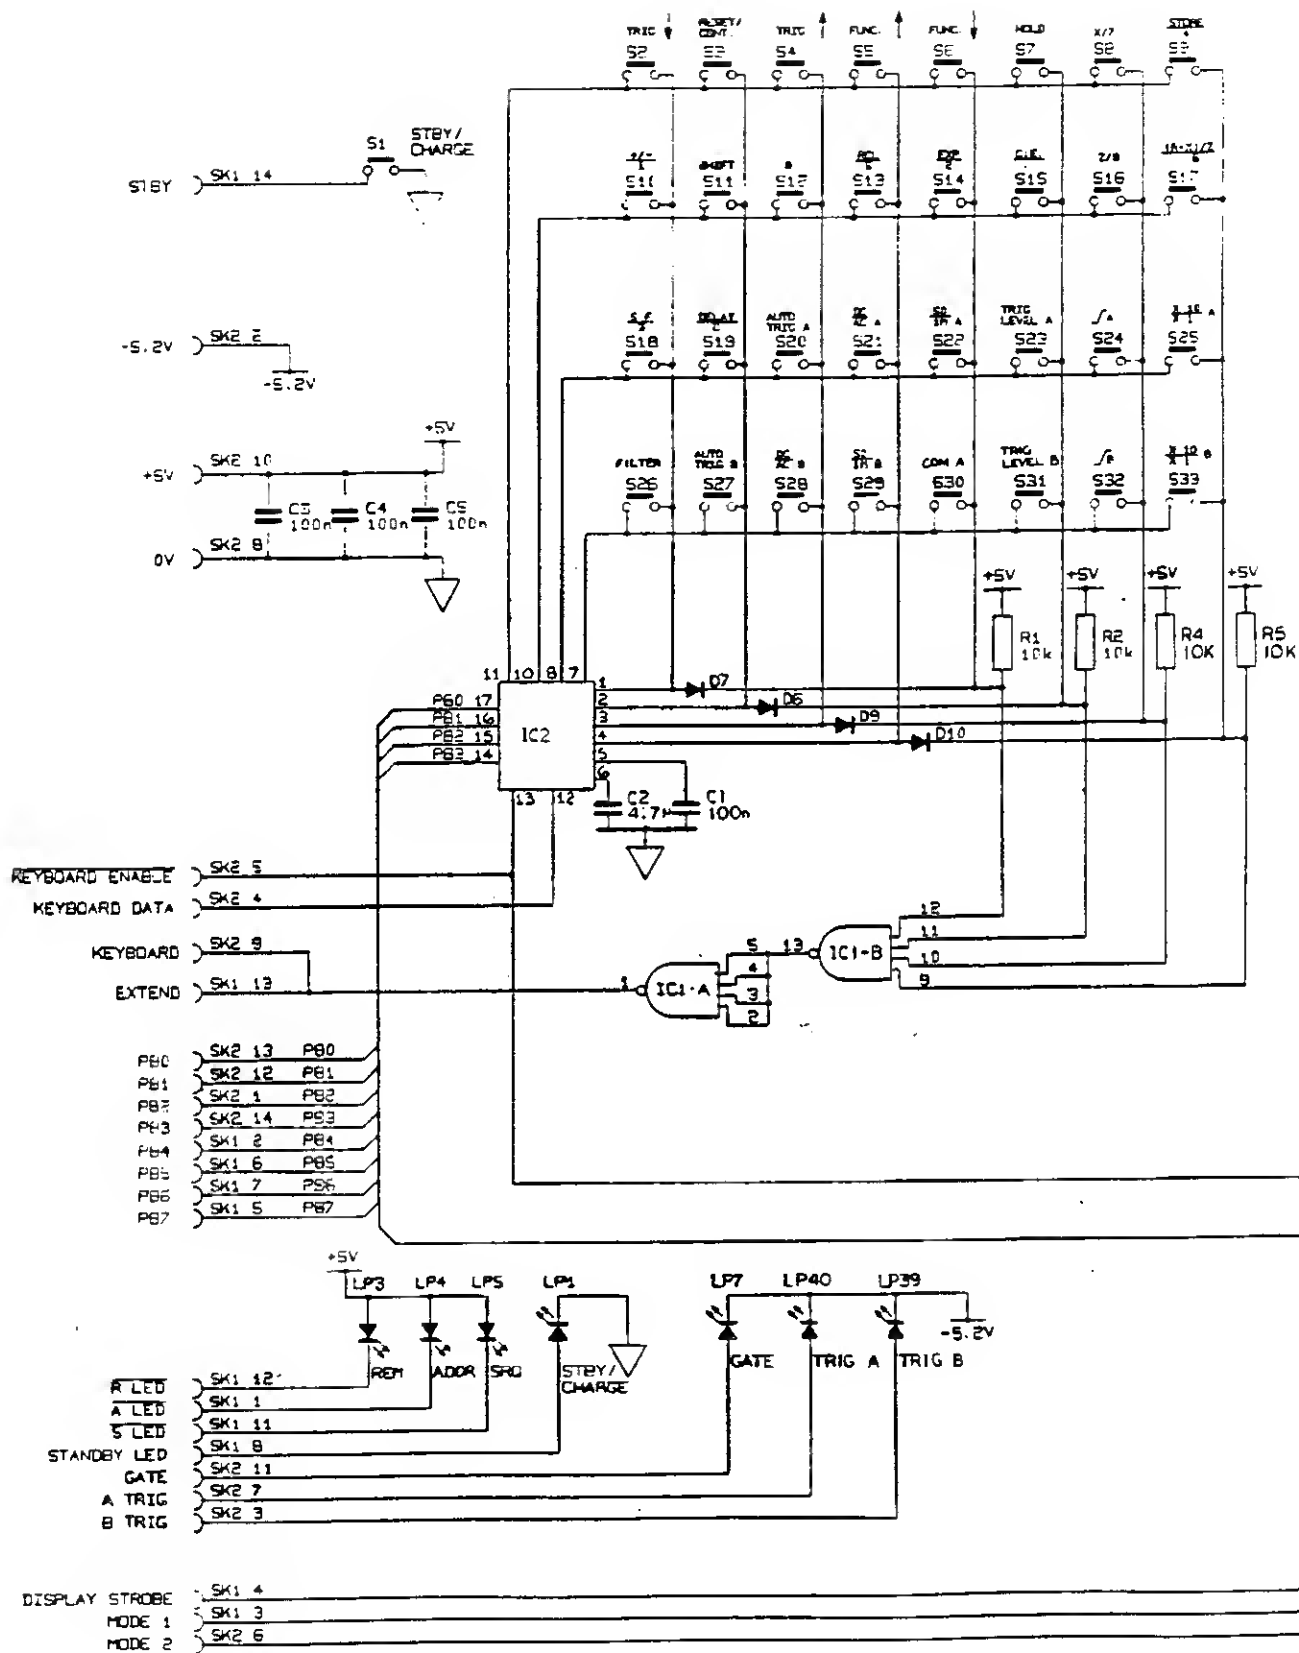 TRIG RESET/ CONT. TRIG FUNC. FUNC. HOLD X/7 STORE
S2 S3 S4 S5 S6 S7 S8 S9
STBY SK1 14 S1 STBY/ CHARGE
SHIFT
S10 S11 S12 S13 S14 S15 S16 S17
-5.2V SK2 2
-5.2V
DELAY AUTO TRIG A TRIG LEVEL A
S18 S19 S20 S21 S22 S23 S24 S25
+5V
+5V SK2 10
C3 100n C4 100n C5 100n
0V SK2 8
FILTER AUTO TRIG B COM A TRIG LEVEL B
S26 S27 S28 S29 S30 S31 S32 S33
+5V +5V +5V +5V
R1 10k R2 10k R4 10K R5 10K
11 10 8 7
PB0 17 1 D7
PB1 16 2 D8
PB2 15 3 D9
PB3 14 4 D10
IC2
5
6
13 12
C2 4.7µ C1 100n
KEYBOARD ENABLE SK2 5
KEYBOARD DATA SK2 4
KEYBOARD SK2 9
EXTEND SK1 13
12
11
10
9
IC1-B 13
5
4
3
2
IC1-A 1
PB0 SK2 13 PB0
PB1 SK2 12 PB1
PB2 SK2 1 PB2
PB3 SK2 14 PB3
PB4 SK1 2 PB4
PB5 SK1 6 PB5
PB6 SK1 7 PB6
PB7 SK1 5 PB7
+5V
LP3 LP4 LP5 LP1 LP7 LP40 LP39
-5.2V
REM ADDR SRQ STBY/ CHARGE GATE TRIG A TRIG B
R LED SK1 12
A LED SK1 1
S LED SK1 11
STANDBY LED SK1 8
GATE SK2 11
A TRIG SK2 7
B TRIG SK2 3
DISPLAY STROBE SK1 4
MODE 1 SK1 3
MODE 2 SK2 6